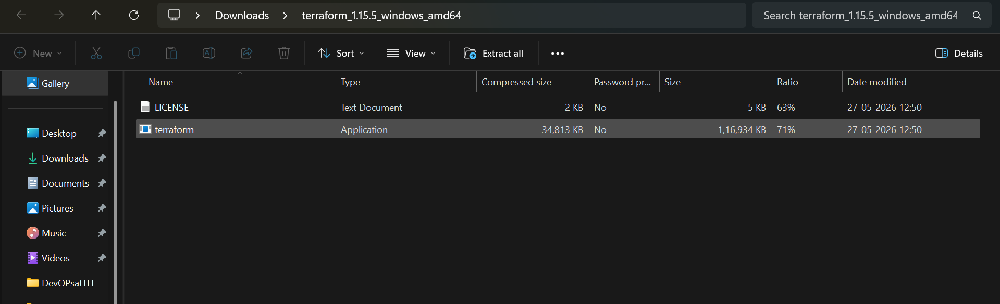 Downloads terraform_1.15.5_windows_amd64 Search terraform_1.15.5_windows_amd64
New Sort View Extract all Details
Gallery
Desktop
Downloads
Documents
Pictures
Music
Videos
DevOPsatTH
Name Type Compressed size Password pr... Size Ratio Date modified
LICENSE Text Document 2 KB No 5 KB 63% 27-05-2026 12:50
terraform Application 34,813 KB No 1,16,934 KB 71% 27-05-2026 12:50